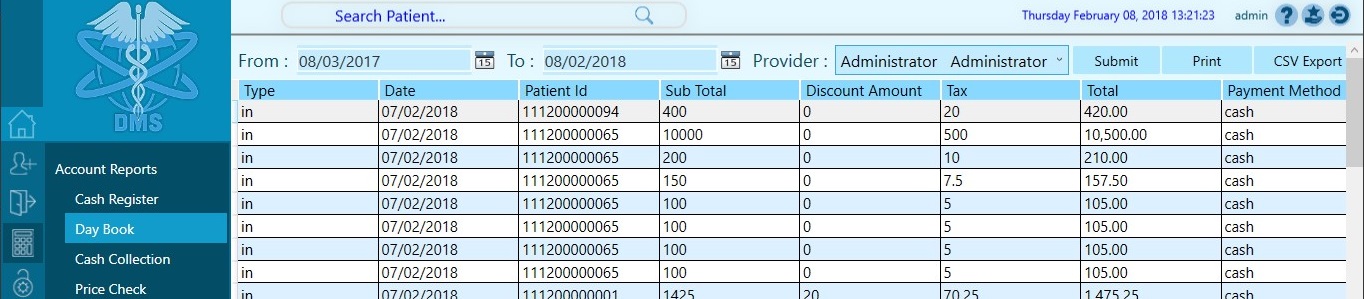 Search Patient...
Thursday February 08, 2018 13:21:23 admin ?
From : 08/03/2017 15 To : 08/02/2018 15 Provider : Administrator Administrator Submit Print CSV Export
DMS
Account Reports
Cash Register
Day Book
Cash Collection
Price Check
Type Date Patient Id Sub Total Discount Amount Tax Total Payment Method
in 07/02/2018 111200000094 400 0 20 420.00 cash
in 07/02/2018 111200000065 10000 0 500 10,500.00 cash
in 07/02/2018 111200000065 200 0 10 210.00 cash
in 07/02/2018 111200000065 150 0 7.5 157.50 cash
in 07/02/2018 111200000065 100 0 5 105.00 cash
in 07/02/2018 111200000065 100 0 5 105.00 cash
in 07/02/2018 111200000065 100 0 5 105.00 cash
in 07/02/2018 111200000065 100 0 5 105.00 cash
in 07/02/2018 111200000001 1425 20 70.25 1,475.25 cash